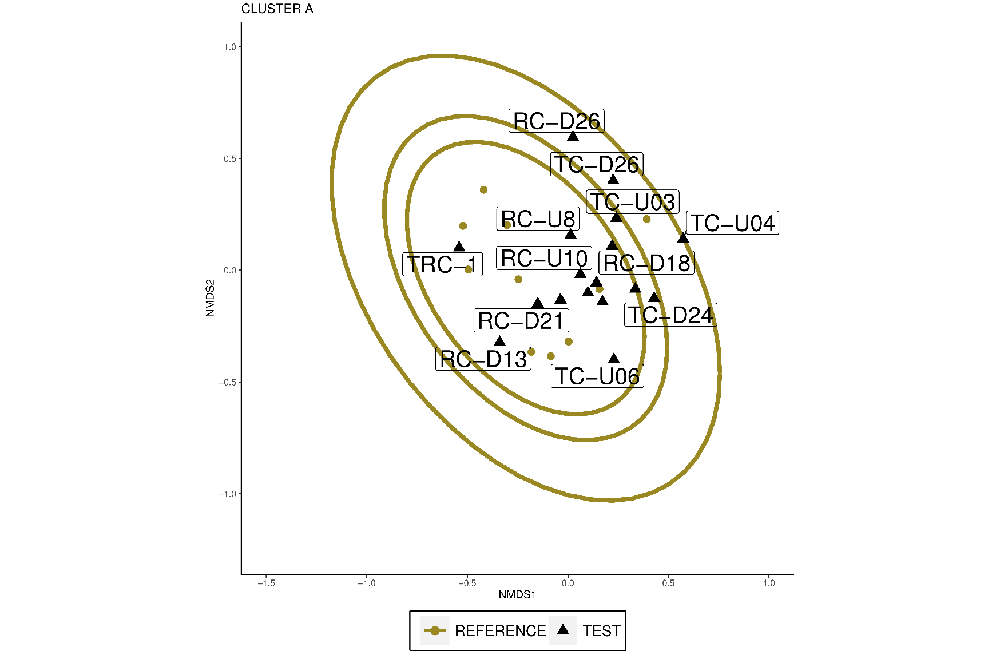 CLUSTER A
1.0
0.5
0.0
−0.5
−1.0
NMDS2
RC−D26
TC−D26
TC−U03
RC−U8
TC−U04
RC−U10
RC−D18
TRC−1
TC−D24
RC−D21
RC−D13
TC−U06
−1.5 −1.0 −0.5 0.0 0.5 1.0
NMDS1
REFERENCE TEST